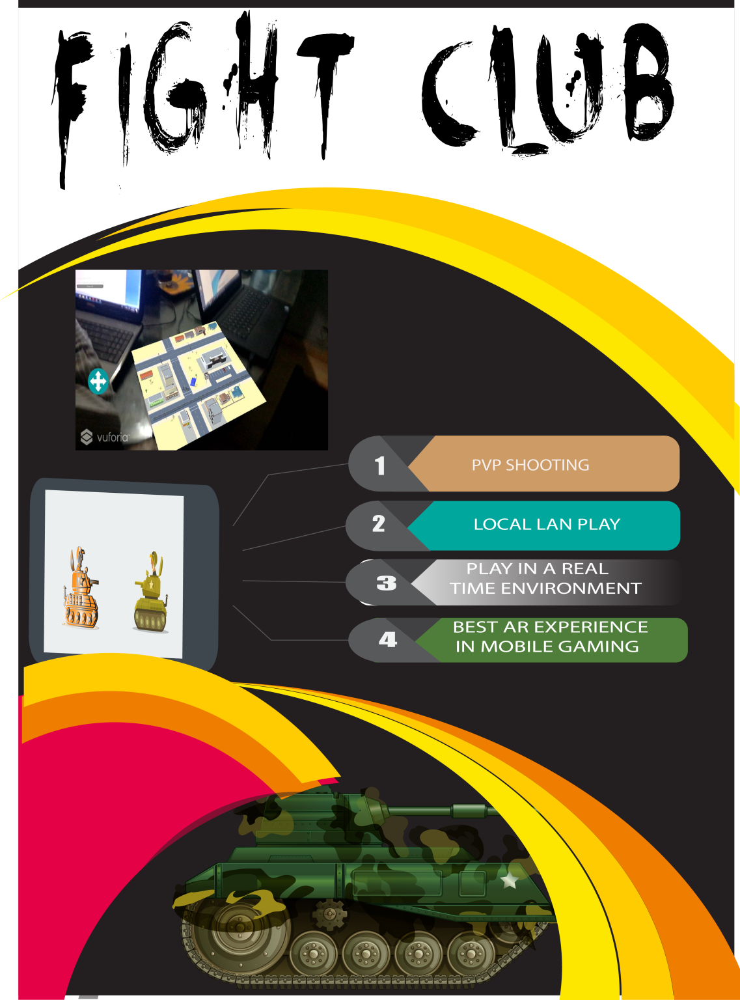 FIGHT CLUB
vuforia™
1
PVP SHOOTING
2
LOCAL LAN PLAY
3
PLAY IN A REAL
TIME ENVIRONMENT
4
BEST AR EXPERIENCE
IN MOBILE GAMING